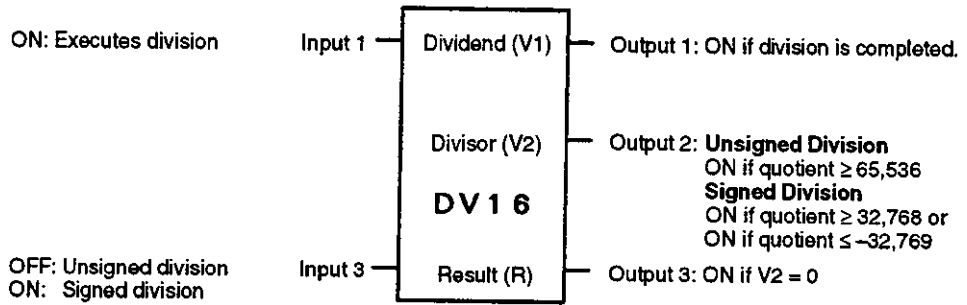 ON: Executes division
Input 1
Dividend (V1)
Output 1: ON if division is completed.
Divisor (V2)
Output 2: Unsigned Division
ON if quotient ≥ 65,536
Signed Division
ON if quotient ≥ 32,768 or
ON if quotient ≤ –32,769
DV16
OFF: Unsigned division
ON: Signed division
Input 3
Result (R)
Output 3: ON if V2 = 0